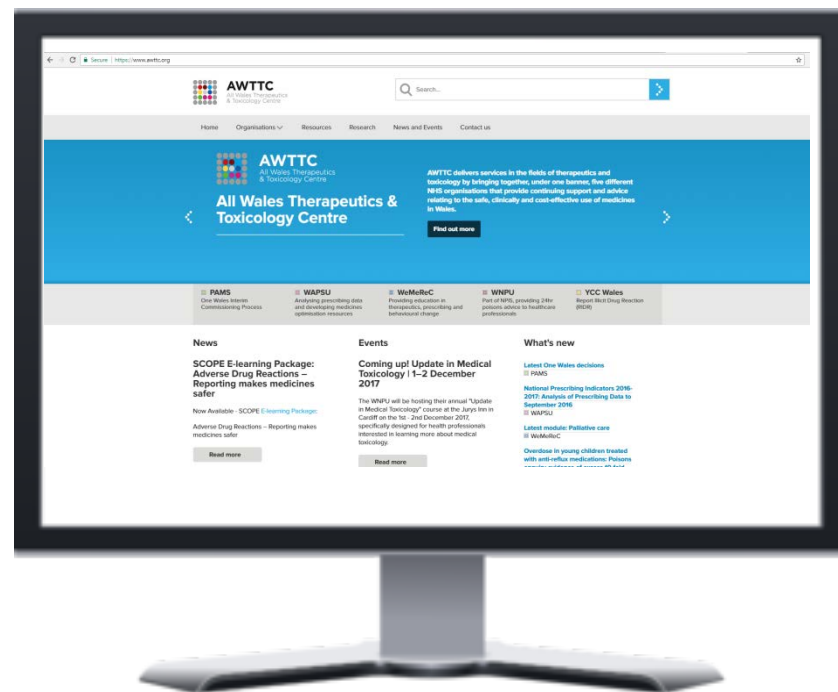 Secure | https://www.awttc.org
AWTTC
All Wales Therapeutics
& Toxicology Centre
Search...
Home Organisations Resources Research News and Events Contact us
AWTTC
All Wales Therapeutics
& Toxicology Centre
All Wales Therapeutics &
Toxicology Centre
AWTTC delivers services in the fields of therapeutics and
toxicology by bringing together, under one banner, five different
NHS organisations that provide continuing support and advice
relating to the safe, clinically and cost-effective use of medicines
in Wales.
Find out more
PAMS
One Wales Interim
Commissioning Process
WAPSU
Analysing prescribing data
and developing medicines
optimisation resources
WeMeReC
Providing education in
therapeutics, prescribing and
behavioural change
WNPU
Part of NPIS, providing 24hr
poisons advice to healthcare
professionals
YCC Wales
Report Illicit Drug Reaction
(RIDR)
News
SCOPE E-learning Package:
Adverse Drug Reactions –
Reporting makes medicines
safer
Now Available - SCOPE E-learning Package:
Adverse Drug Reactions – Reporting makes
medicines safer
Read more
Events
Coming up! Update in Medical
Toxicology | 1–2 December
2017
The WNPU will be hosting their annual "Update
in Medical Toxicology" course at the Jurys Inn in
Cardiff on the 1st - 2nd December 2017,
specifically designed for health professionals
interested in learning more about medical
toxicology.
Read more
What's new
Latest One Wales decisions
PAMS
National Prescribing Indicators 2016-
2017: Analysis of Prescribing Data to
September 2016
WAPSU
Latest module: Palliative care
WeMeReC
Overdose in young children treated
with anti-reflux medications: Poisons